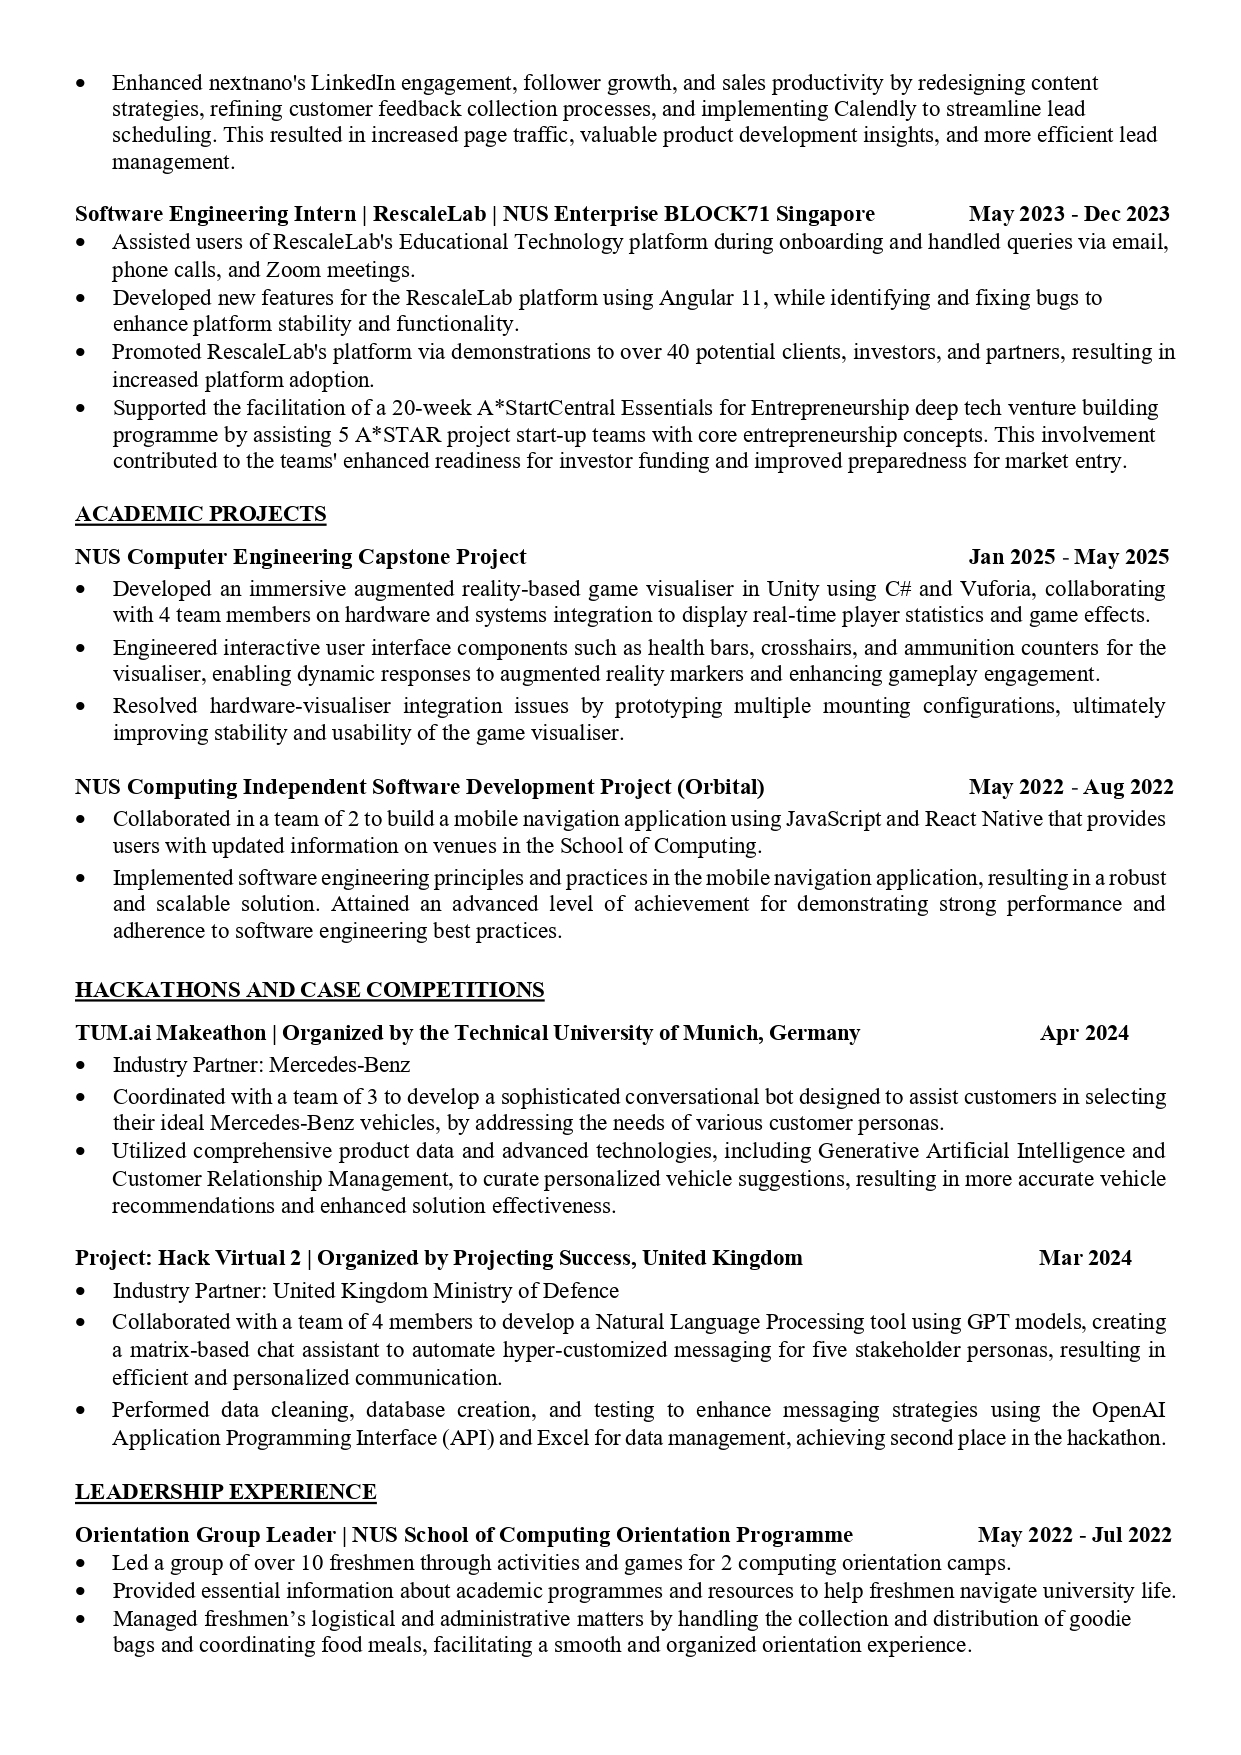 • Enhanced nextnano's LinkedIn engagement, follower growth, and sales productivity by redesigning content
strategies, refining customer feedback collection processes, and implementing Calendly to streamline lead
scheduling. This resulted in increased page traffic, valuable product development insights, and more efficient lead
management.
Software Engineering Intern | RescaleLab | NUS Enterprise BLOCK71 Singapore May 2023 - Dec 2023
• Assisted users of RescaleLab's Educational Technology platform during onboarding and handled queries via email,
phone calls, and Zoom meetings.
• Developed new features for the RescaleLab platform using Angular 11, while identifying and fixing bugs to
enhance platform stability and functionality.
• Promoted RescaleLab's platform via demonstrations to over 40 potential clients, investors, and partners, resulting in
increased platform adoption.
• Supported the facilitation of a 20-week A*StartCentral Essentials for Entrepreneurship deep tech venture building
programme by assisting 5 A*STAR project start-up teams with core entrepreneurship concepts. This involvement
contributed to the teams' enhanced readiness for investor funding and improved preparedness for market entry.
ACADEMIC PROJECTS
NUS Computer Engineering Capstone Project Jan 2025 - May 2025
• Developed an immersive augmented reality-based game visualiser in Unity using C# and Vuforia, collaborating
with 4 team members on hardware and systems integration to display real-time player statistics and game effects.
• Engineered interactive user interface components such as health bars, crosshairs, and ammunition counters for the
visualiser, enabling dynamic responses to augmented reality markers and enhancing gameplay engagement.
• Resolved hardware-visualiser integration issues by prototyping multiple mounting configurations, ultimately
improving stability and usability of the game visualiser.
NUS Computing Independent Software Development Project (Orbital) May 2022 - Aug 2022
• Collaborated in a team of 2 to build a mobile navigation application using JavaScript and React Native that provides
users with updated information on venues in the School of Computing.
• Implemented software engineering principles and practices in the mobile navigation application, resulting in a robust
and scalable solution. Attained an advanced level of achievement for demonstrating strong performance and
adherence to software engineering best practices.
HACKATHONS AND CASE COMPETITIONS
TUM.ai Makeathon | Organized by the Technical University of Munich, Germany Apr 2024
• Industry Partner: Mercedes-Benz
• Coordinated with a team of 3 to develop a sophisticated conversational bot designed to assist customers in selecting
their ideal Mercedes-Benz vehicles, by addressing the needs of various customer personas.
• Utilized comprehensive product data and advanced technologies, including Generative Artificial Intelligence and
Customer Relationship Management, to curate personalized vehicle suggestions, resulting in more accurate vehicle
recommendations and enhanced solution effectiveness.
Project: Hack Virtual 2 | Organized by Projecting Success, United Kingdom Mar 2024
• Industry Partner: United Kingdom Ministry of Defence
• Collaborated with a team of 4 members to develop a Natural Language Processing tool using GPT models, creating
a matrix-based chat assistant to automate hyper-customized messaging for five stakeholder personas, resulting in
efficient and personalized communication.
• Performed data cleaning, database creation, and testing to enhance messaging strategies using the OpenAI
Application Programming Interface (API) and Excel for data management, achieving second place in the hackathon.
LEADERSHIP EXPERIENCE
Orientation Group Leader | NUS School of Computing Orientation Programme May 2022 - Jul 2022
• Led a group of over 10 freshmen through activities and games for 2 computing orientation camps.
• Provided essential information about academic programmes and resources to help freshmen navigate university life.
• Managed freshmen’s logistical and administrative matters by handling the collection and distribution of goodie
bags and coordinating food meals, facilitating a smooth and organized orientation experience.